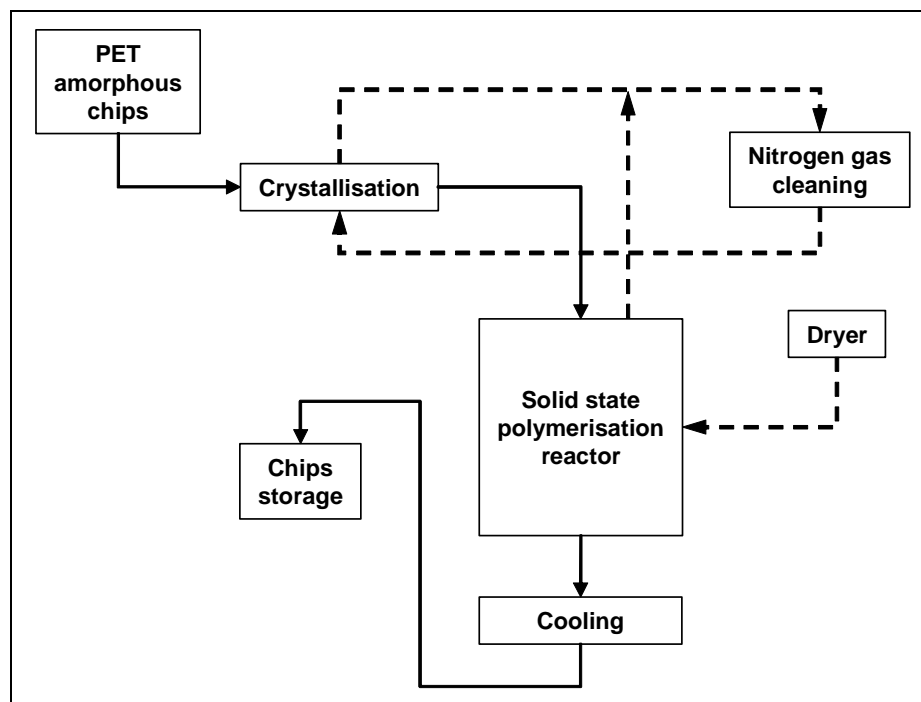 PET
amorphous
chips
Crystallisation
Nitrogen gas
cleaning
Dryer
Solid state
polymerisation
reactor
Chips
storage
Cooling